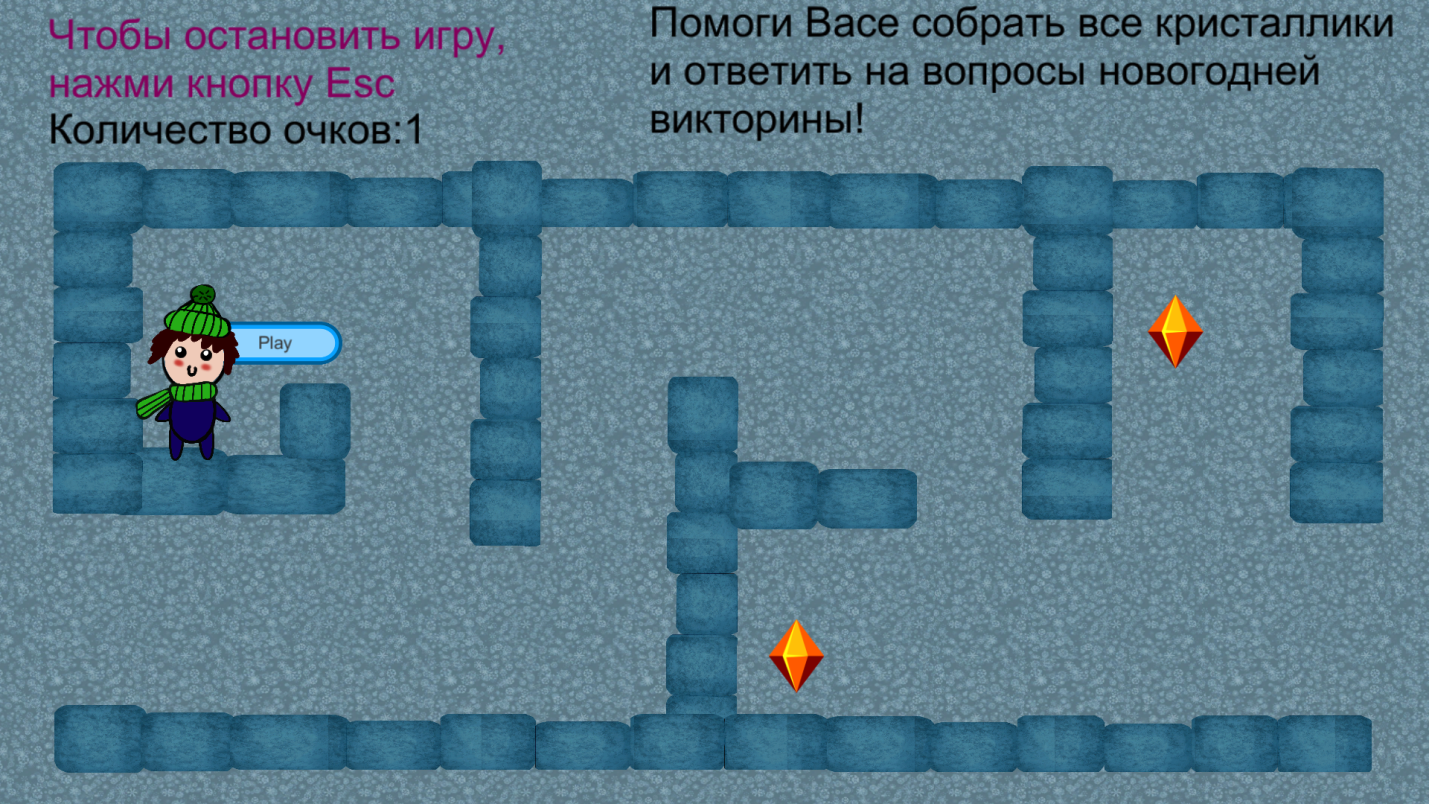 Чтобы остановить игру,
нажми кнопку Esc
Количество очков:1
Помоги Васе собрать все кристаллики
и ответить на вопросы новогодней
викторины!
Play